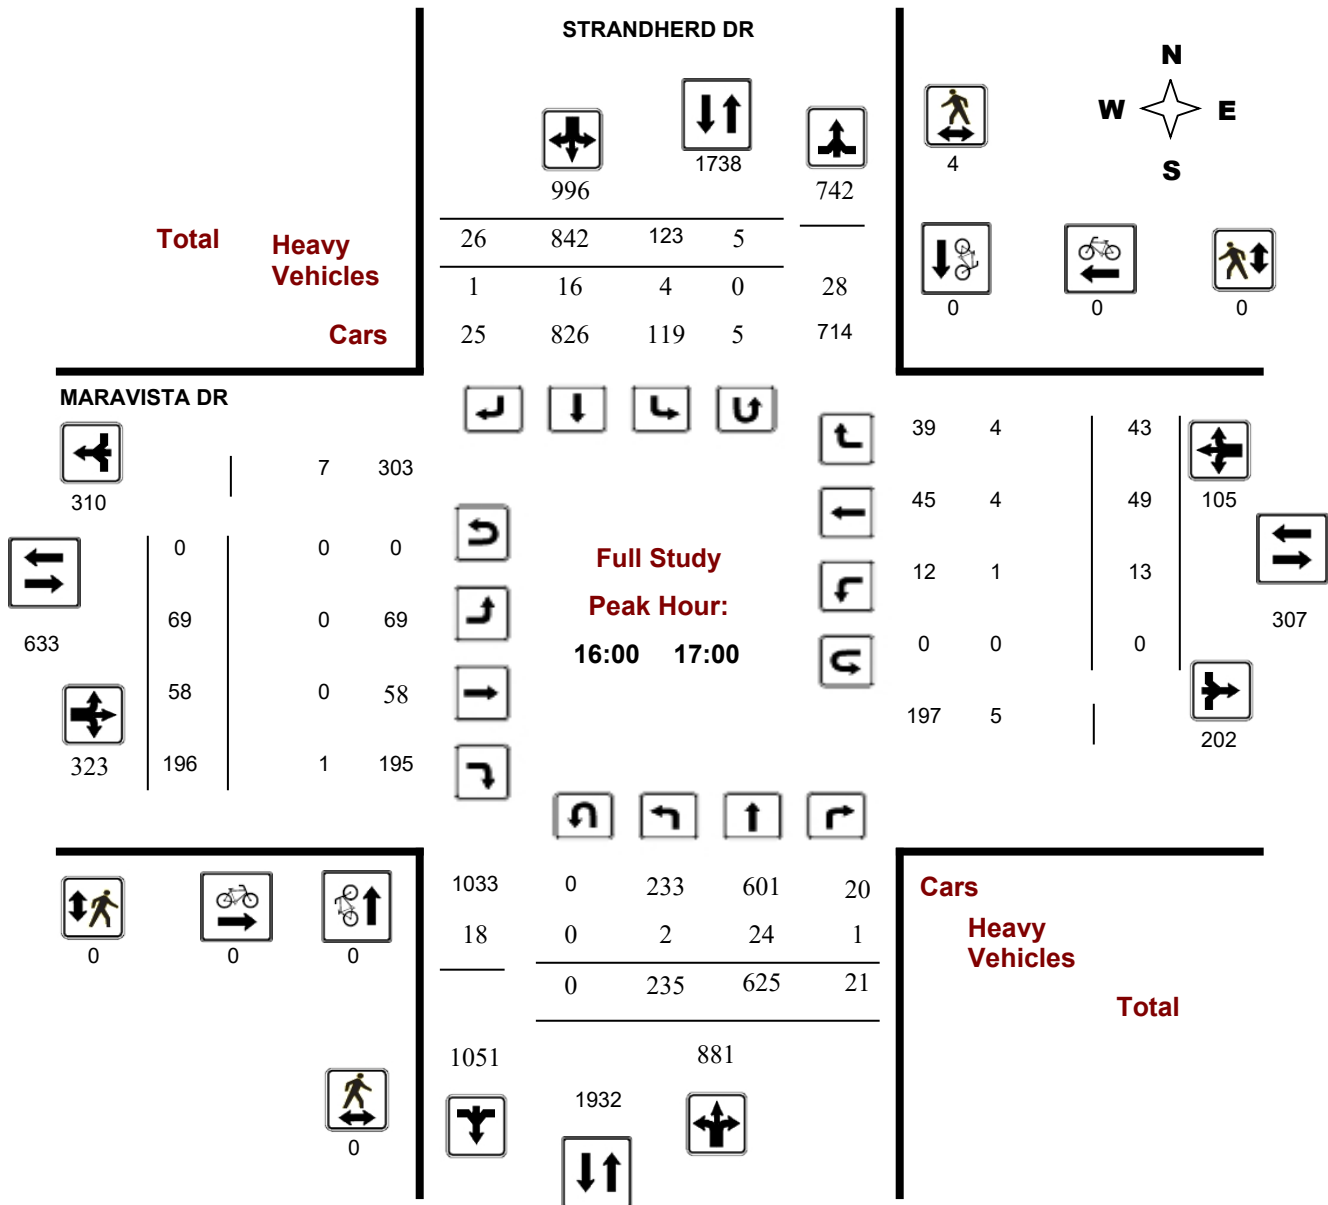 STRANDHERD DR
N
W E
S
1738
4
996 742
Total Heavy
Vehicles
26 842 123 5
1 16 4 0 28
Cars 25 826 119 5 714
0 0 0
MARAVISTA DR
39 4 43
7 303
310
45 4 49 105
0 0 0
Full Study
12 1 13
Peak Hour:
69 0 69
307
633
16:00 17:00
0 0 0
58 0 58
197 5
202
323 196 1 195
1033 0 233 601 20
Cars
18 0 2 24 1
Heavy
Vehicles
0 0 0
0 235 625 21
Total
1051 881
1932
0